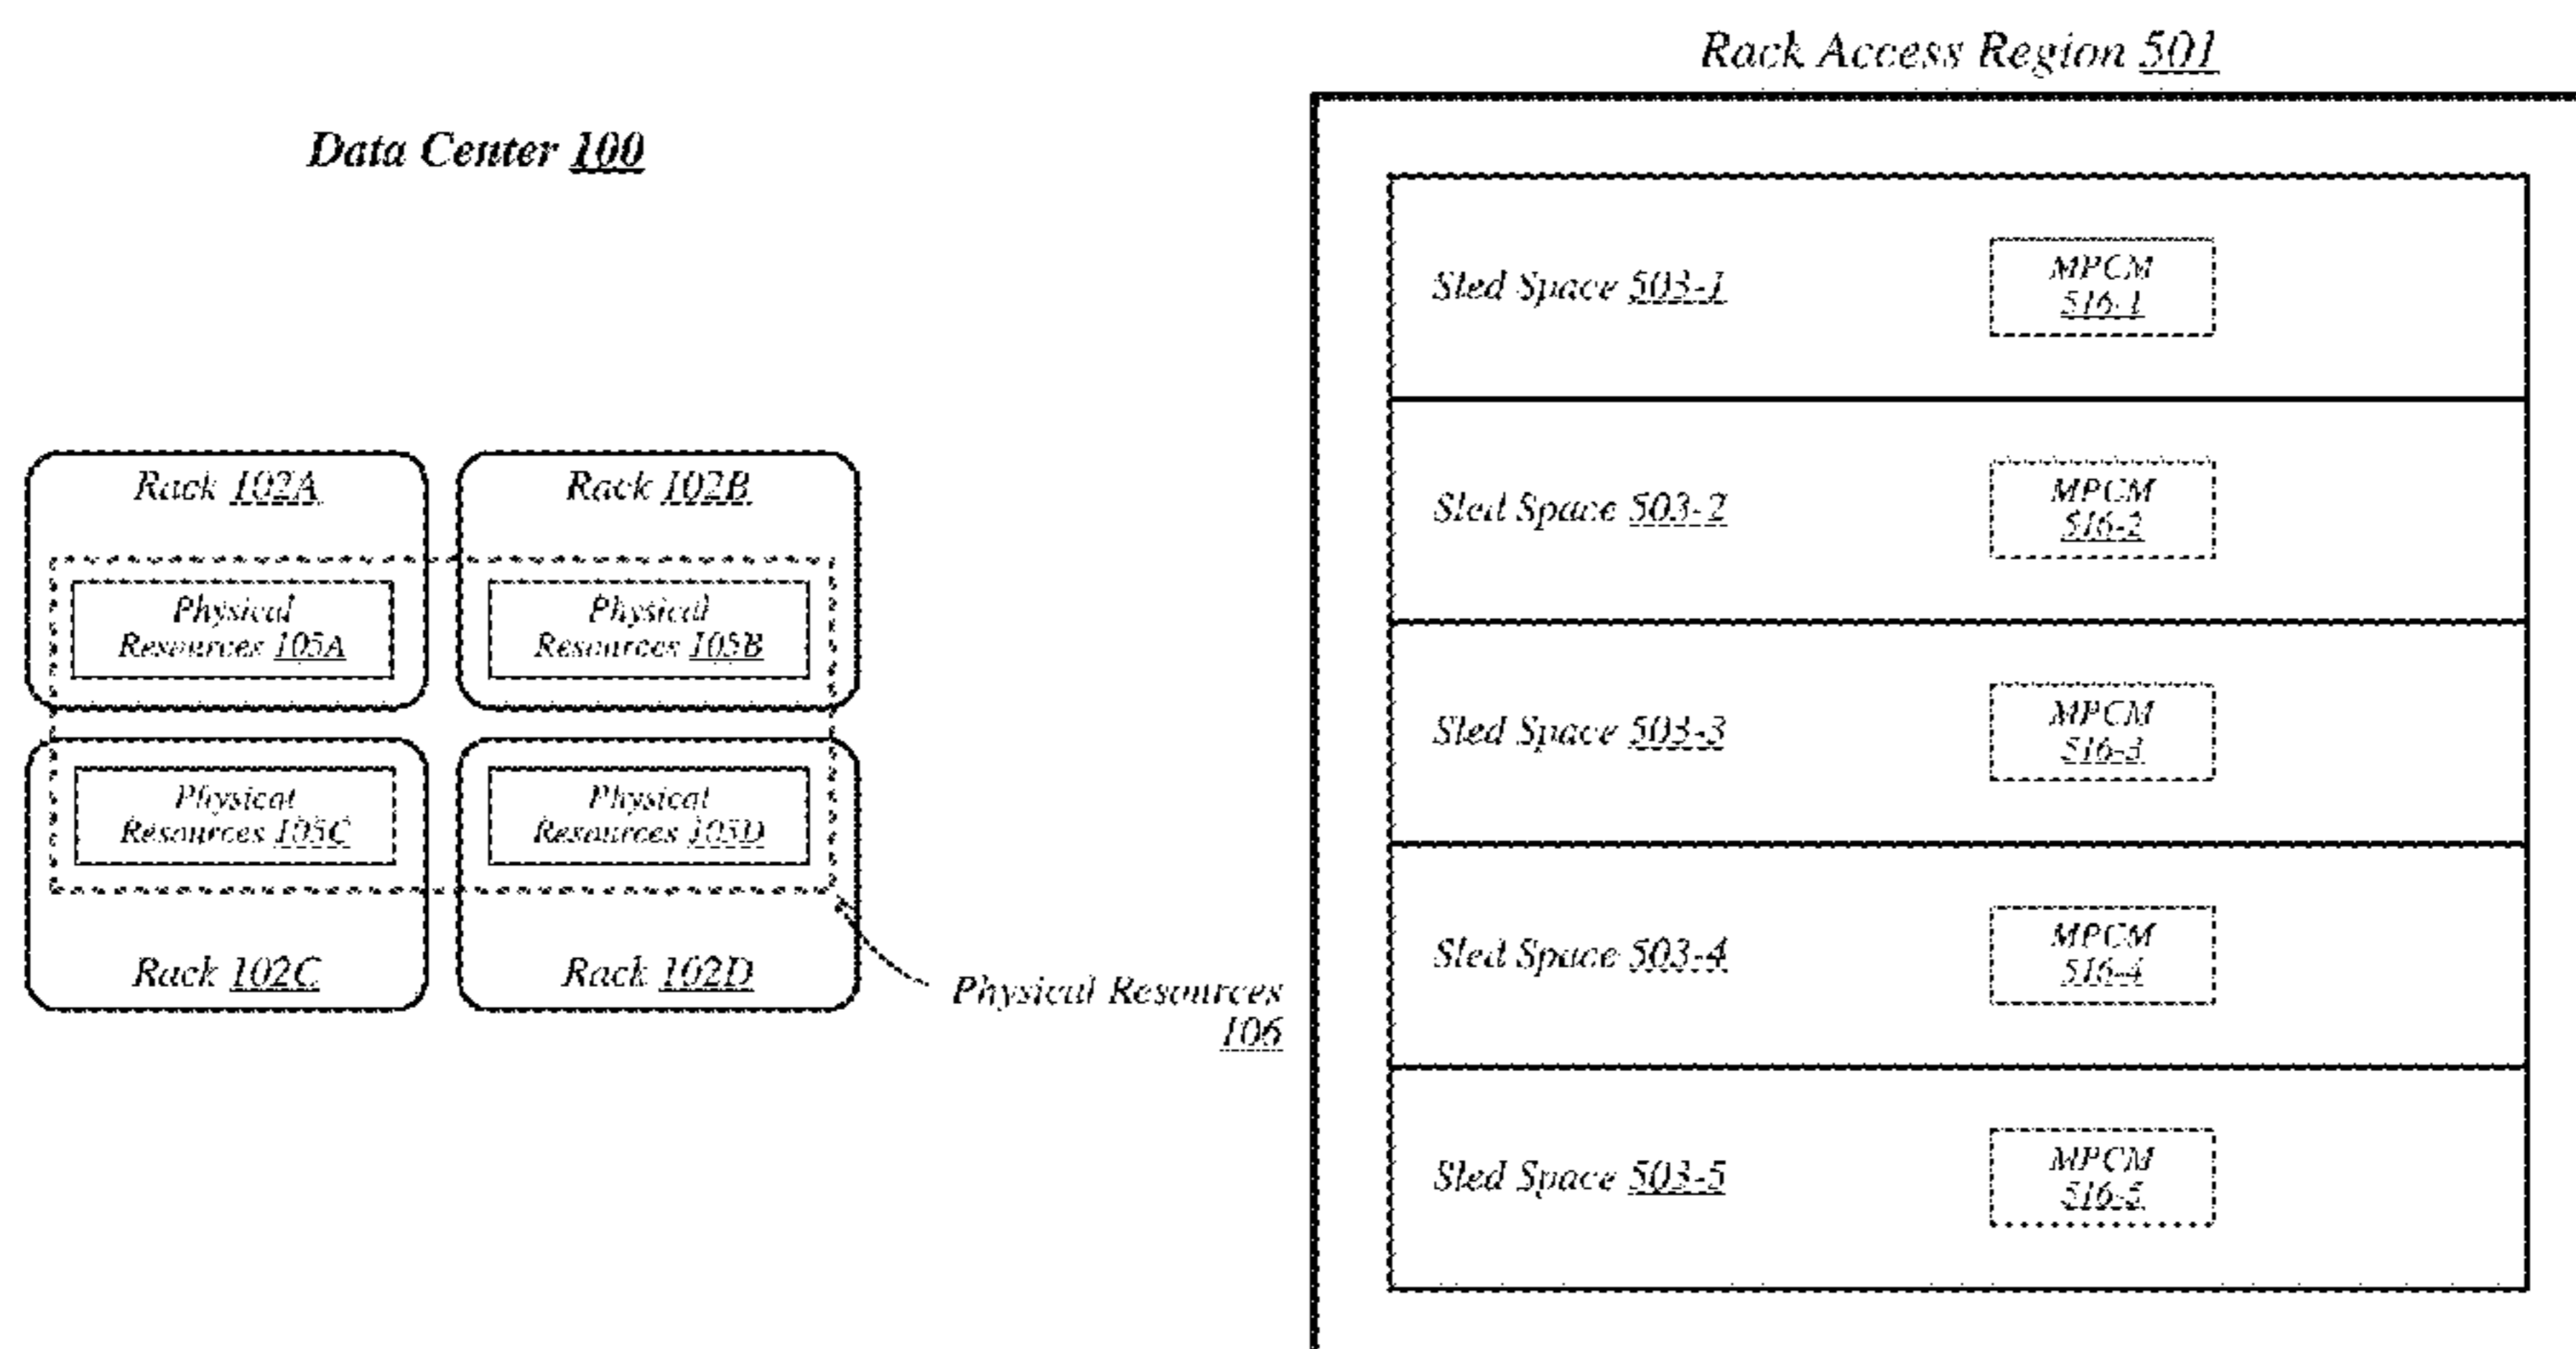 Data Center 100
Rack 102A
Rack 102B
Physical
Resources 105A
Physical
Resources 105B
Physical
Resources 105C
Physical
Resources 105D
Rack 102C
Rack 102D
Physical Resources
106
Rack Access Region 501
Sled Space 503-1
MPCM
516-1
Sled Space 503-2
MPCM
516-2
Sled Space 503-3
MPCM
516-3
Sled Space 503-4
MPCM
516-4
Sled Space 503-5
MPCM
516-5